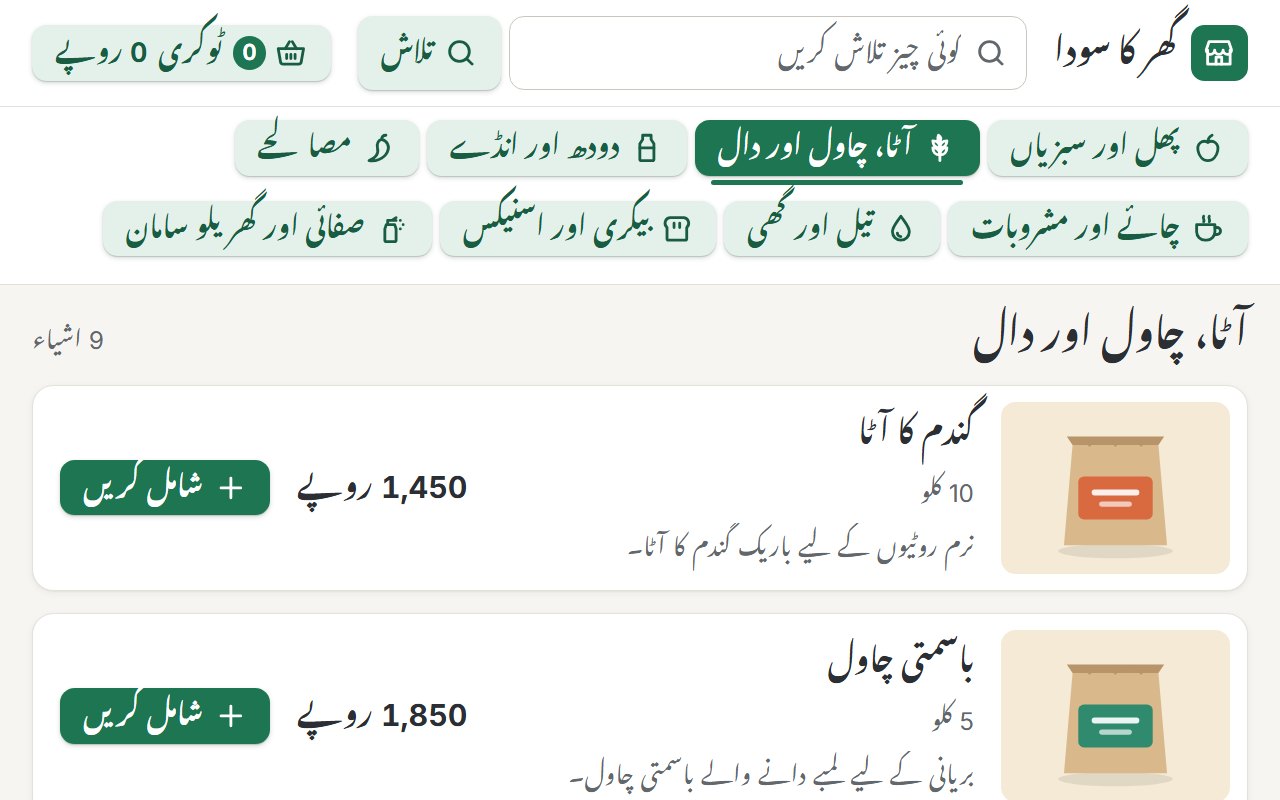 گھر کا سودا
کوئی چیز تلاش کریں
تلاش
0 ٹوکری 0 روپے
پھل اور سبزیاں
آٹا، چاول اور دال
دودھ اور انڈے
مصالحے
چائے اور مشروبات
تیل اور گھی
بیکری اور اسنیکس
صفائی اور گھریلو سامان
آٹا، چاول اور دال
9 اشیاء
گندم کا آٹا
10 کلو
نرم روٹیوں کے لیے باریک گندم کا آٹا۔
1,450 روپے
شامل کریں
باسمتی چاول
5 کلو
بریانی کے لیے لمبے دانے والے باسمتی چاول۔
1,850 روپے
شامل کریں